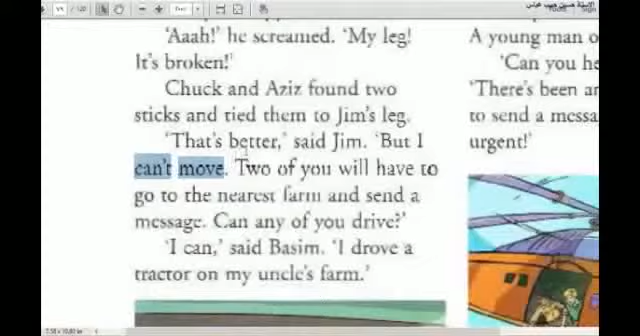 'Aaah!' he screamed. 'My leg!
It's broken!'
Chuck and Aziz found two
sticks and tied them to Jim's leg.
'That's better,' said Jim. 'But I
can't move. Two of you will have to
go to the nearest farm and send a
message. Can any of you drive?'
'I can,' said Basim. 'I drove a
tractor on my uncle's farm.'
A young man o
'Can you he
'There's been an
to send a messa
urgent!'